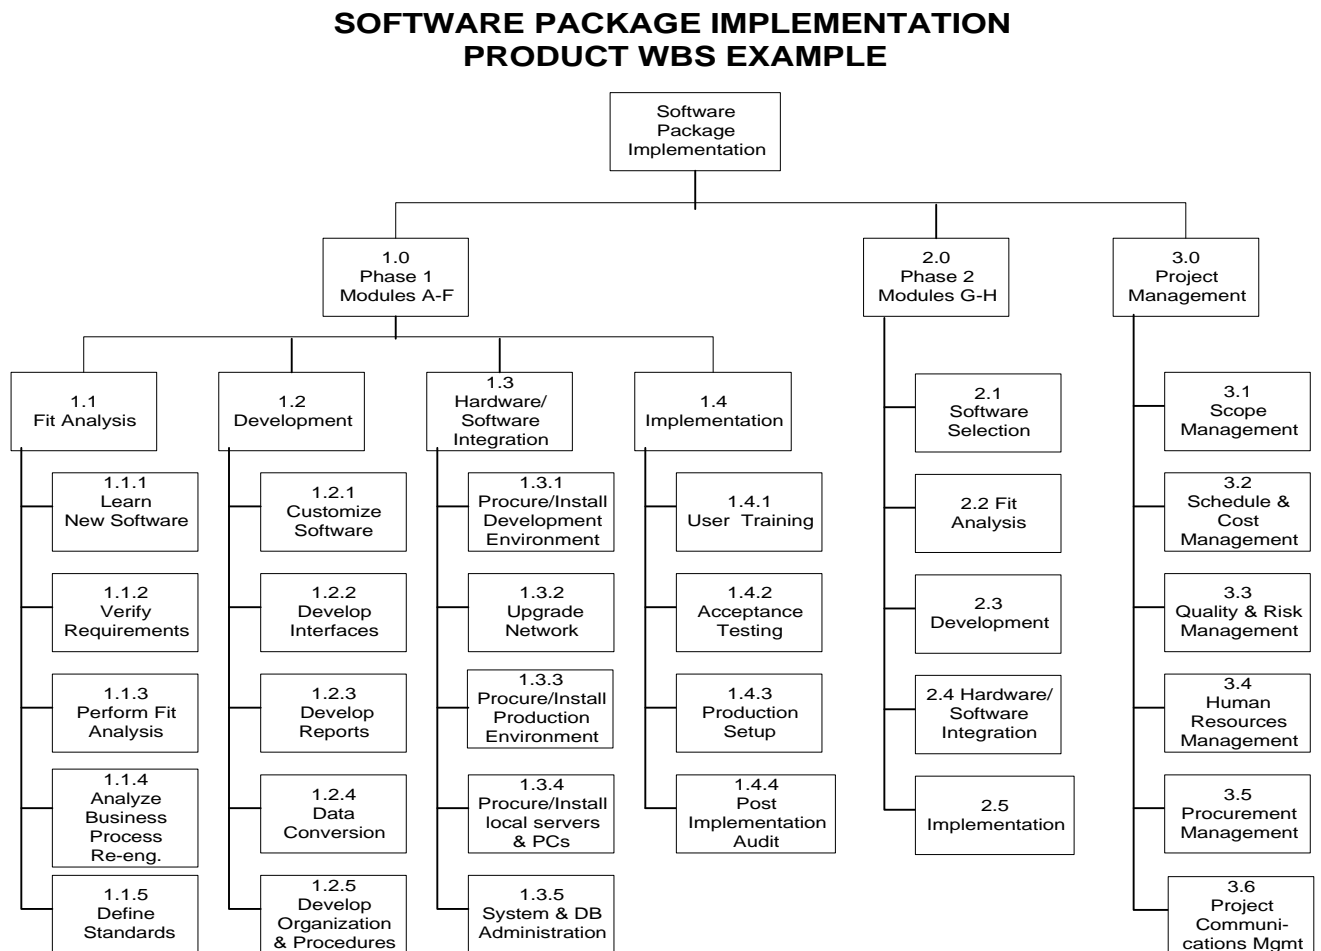 SOFTWARE PACKAGE IMPLEMENTATION
PRODUCT WBS EXAMPLE
Software
Package
Implementation
1.0
Phase 1
Modules A-F
2.0
Phase 2
Modules G-H
3.0
Project
Management
1.1
Fit Analysis
1.2
Development
1.3
Hardware/
Software
Integration
1.4
Implementation
1.1.1
Learn
New Software
1.1.2
Verify
Requirements
1.1.3
Perform Fit
Analysis
1.1.4
Analyze
Business
Process
Re-eng.
1.1.5
Define
Standards
1.2.1
Customize
Software
1.2.2
Develop
Interfaces
1.2.3
Develop
Reports
1.2.4
Data
Conversion
1.2.5
Develop
Organization
& Procedures
1.3.1
Procure/Install
Development
Environment
1.3.2
Upgrade
Network
1.3.3
Procure/Install
Production
Environment
1.3.4
Procure/Install
local servers
& PCs
1.3.5
System & DB
Administration
1.4.1
User Training
1.4.2
Acceptance
Testing
1.4.3
Production
Setup
1.4.4
Post
Implementation
Audit
2.1
Software
Selection
2.2 Fit
Analysis
2.3
Development
2.4 Hardware/
Software
Integration
2.5
Implementation
3.1
Scope
Management
3.2
Schedule &
Cost
Management
3.3
Quality & Risk
Management
3.4
Human
Resources
Management
3.5
Procurement
Management
3.6
Project
Communi-
cations Mgmt